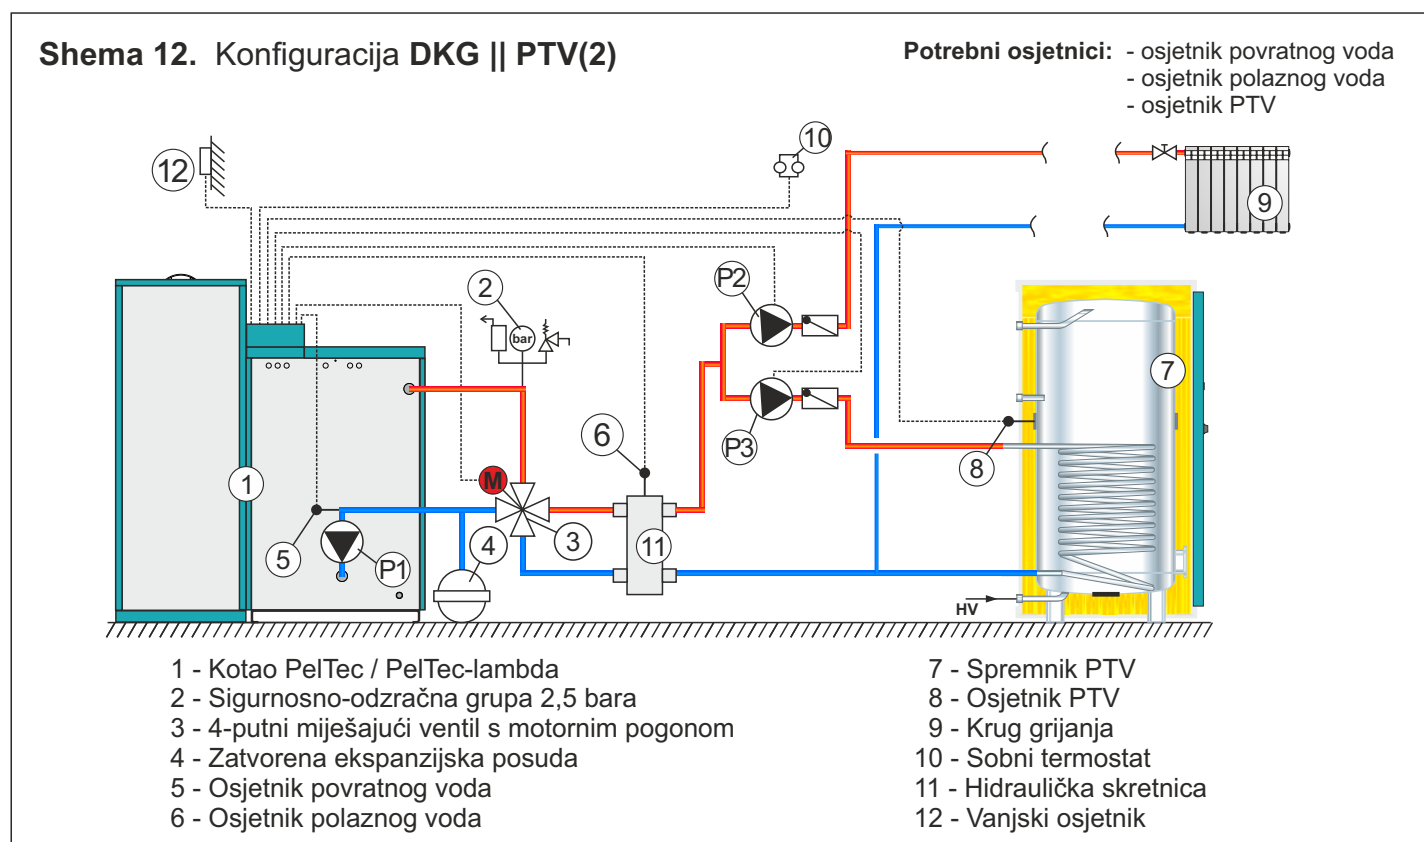 Shema 12. Konfiguracija DKG || PTV(2)
Potrebni osjetnici: - osjetnik povratnog voda
- osjetnik polaznog voda
- osjetnik PTV
12
10
9
2
bar
P2
P3
7
6
8
1
M
5
P1
4
3
11
HV
1 - Kotao PelTec / PelTec-lambda
2 - Sigurnosno-odzračna grupa 2,5 bara
3 - 4-putni miješajući ventil s motornim pogonom
4 - Zatvorena ekspanzijska posuda
5 - Osjetnik povratnog voda
6 - Osjetnik polaznog voda
7 - Spremnik PTV
8 - Osjetnik PTV
9 - Krug grijanja
10 - Sobni termostat
11 - Hidraulička skretnica
12 - Vanjski osjetnik